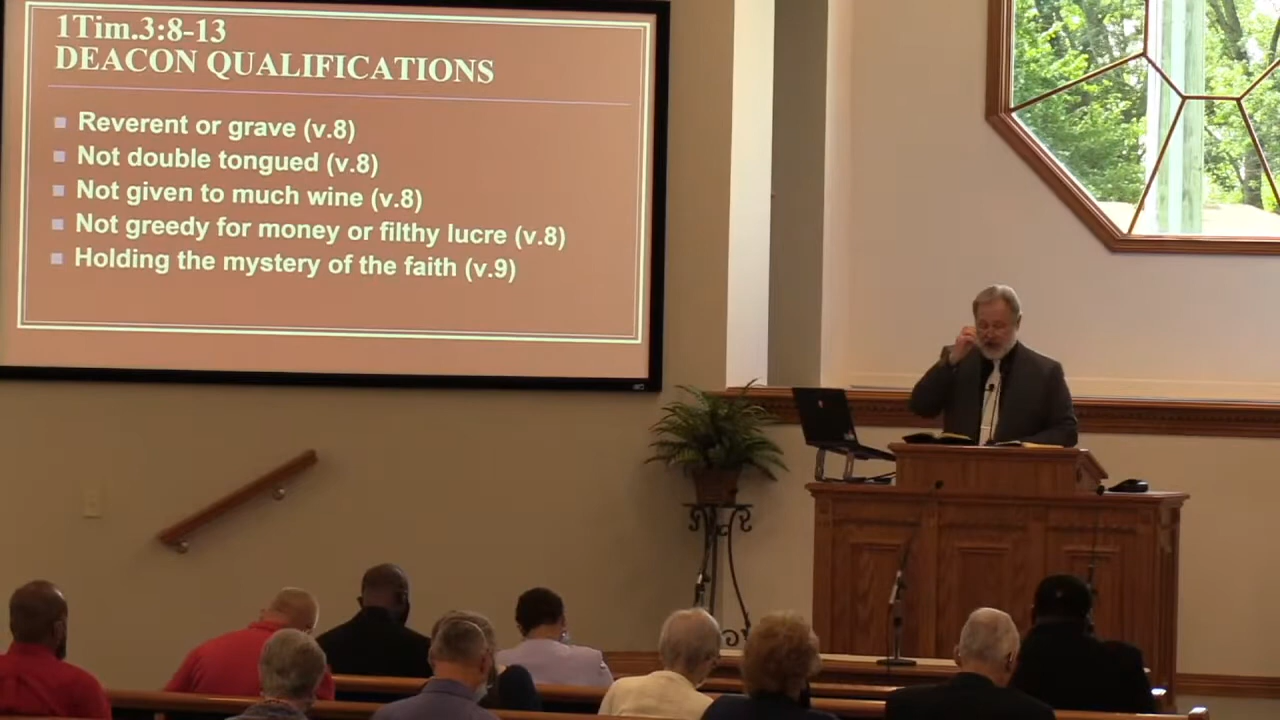 1Tim.3:8-13
DEACON QUALIFICATIONS
Reverent or grave (v.8)
Not double tongued (v.8)
Not given to much wine (v.8)
Not greedy for money or filthy lucre (v.8)
Holding the mystery of the faith (v.9)